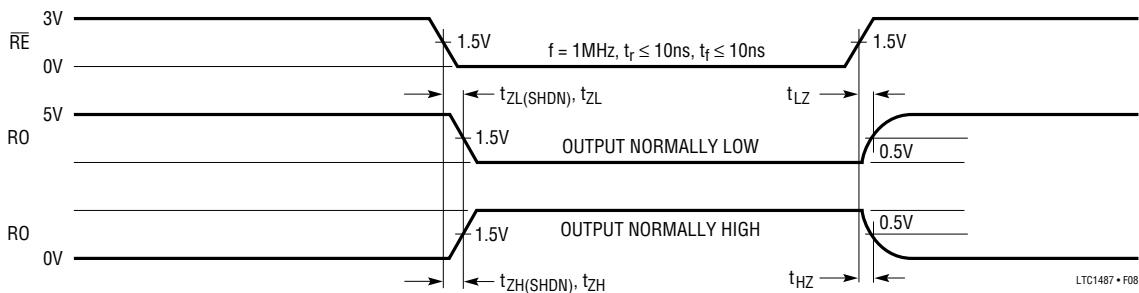 3V
R̅E̅
1.5V
f = 1MHz, tr ≤ 10ns, tf ≤ 10ns
1.5V
0V
tZL(SHDN), tZL
tLZ
5V
RO
1.5V
OUTPUT NORMALLY LOW
0.5V
RO
1.5V
OUTPUT NORMALLY HIGH
0.5V
0V
tZH(SHDN), tZH
tHZ
LTC1487 • F08